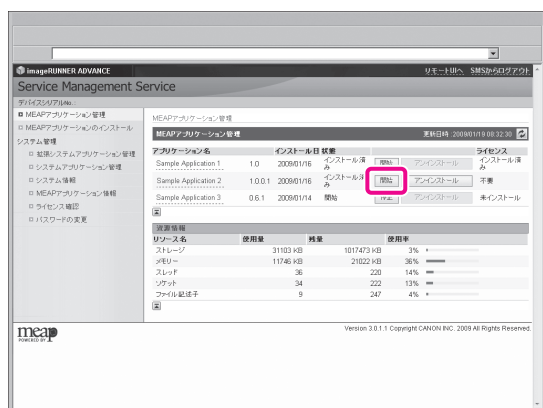 imageRUNNER ADVANCE
リモートUIへ SMSからログアウト
Service Management Service
デバイスシリアルNo.:
MEAPアプリケーション管理
MEAPアプリケーションのインストール
システム管理
拡張システムアプリケーション管理
システムアプリケーション管理
システム情報
MEAPアプリケーション情報
ライセンス確認
パスワードの変更
MEAPアプリケーション管理
MEAPアプリケーション管理 更新日時 :2009/01/19 08:32:30
アプリケーション名 インストール日 状態 ライセンス
Sample Application 1 1.0 2009/01/16 インストール済み 開始 アンインストール インストール済み
Sample Application 2 1.0.0.1 2009/01/16 インストール済み 開始 アンインストール 不要
Sample Application 3 0.6.1 2009/01/14 開始 停止 アンインストール 未インストール
資源情報
リソース名 使用量 残量 使用率
ストレージ 31103 KB 1017473 KB 3%
メモリー 11746 KB 21022 KB 36%
スレッド 36 220 14%
ソケット 34 222 13%
ファイル記述子 9 247 4%
meap
POWERED BY
Version 3.0.1.1 Copyright CANON INC. 2009 All Rights Reserved.